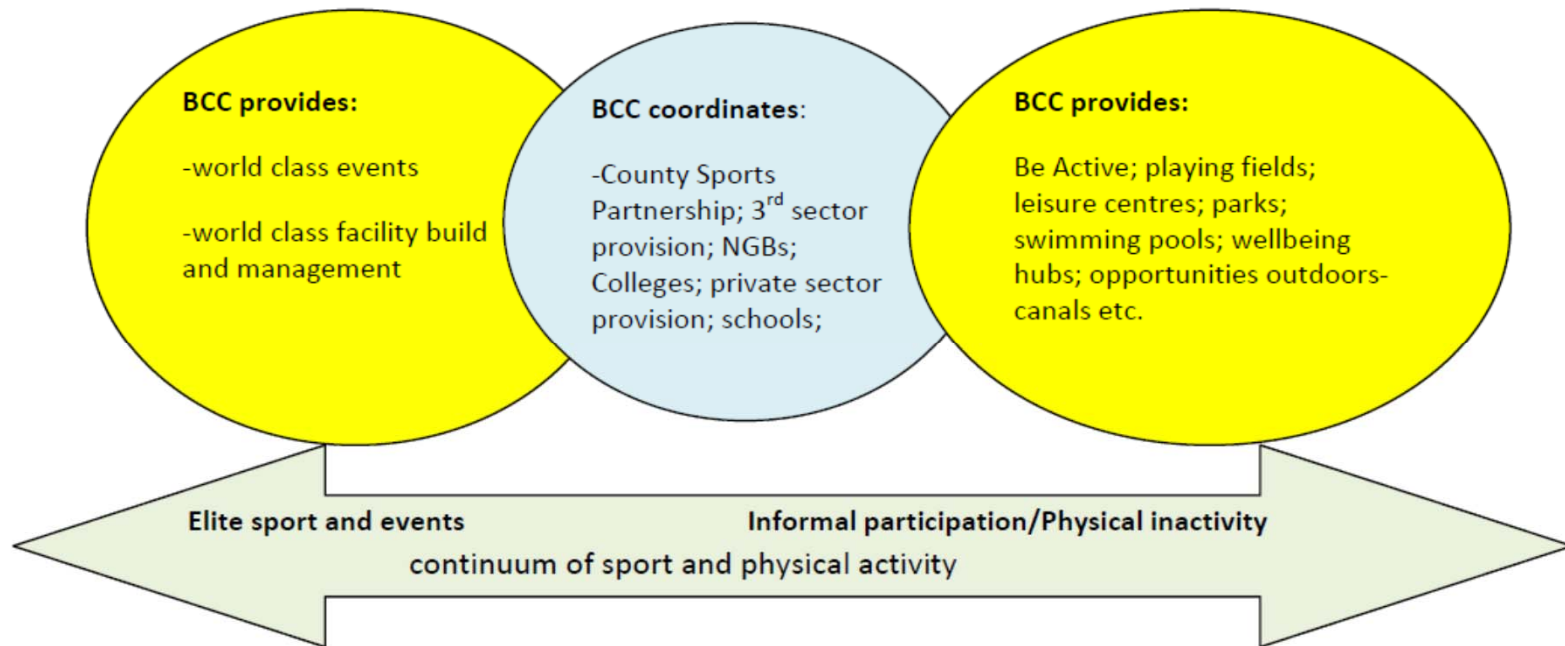 BCC provides:
-world class events
-world class facility build
and management
BCC coordinates:
-County Sports
Partnership; 3rd sector
provision; NGBs;
Colleges; private sector
provision; schools;
BCC provides:
Be Active; playing fields;
leisure centres; parks;
swimming pools; wellbeing
hubs; opportunities outdoors-
canals etc.
Elite sport and events
Informal participation/Physical inactivity
continuum of sport and physical activity